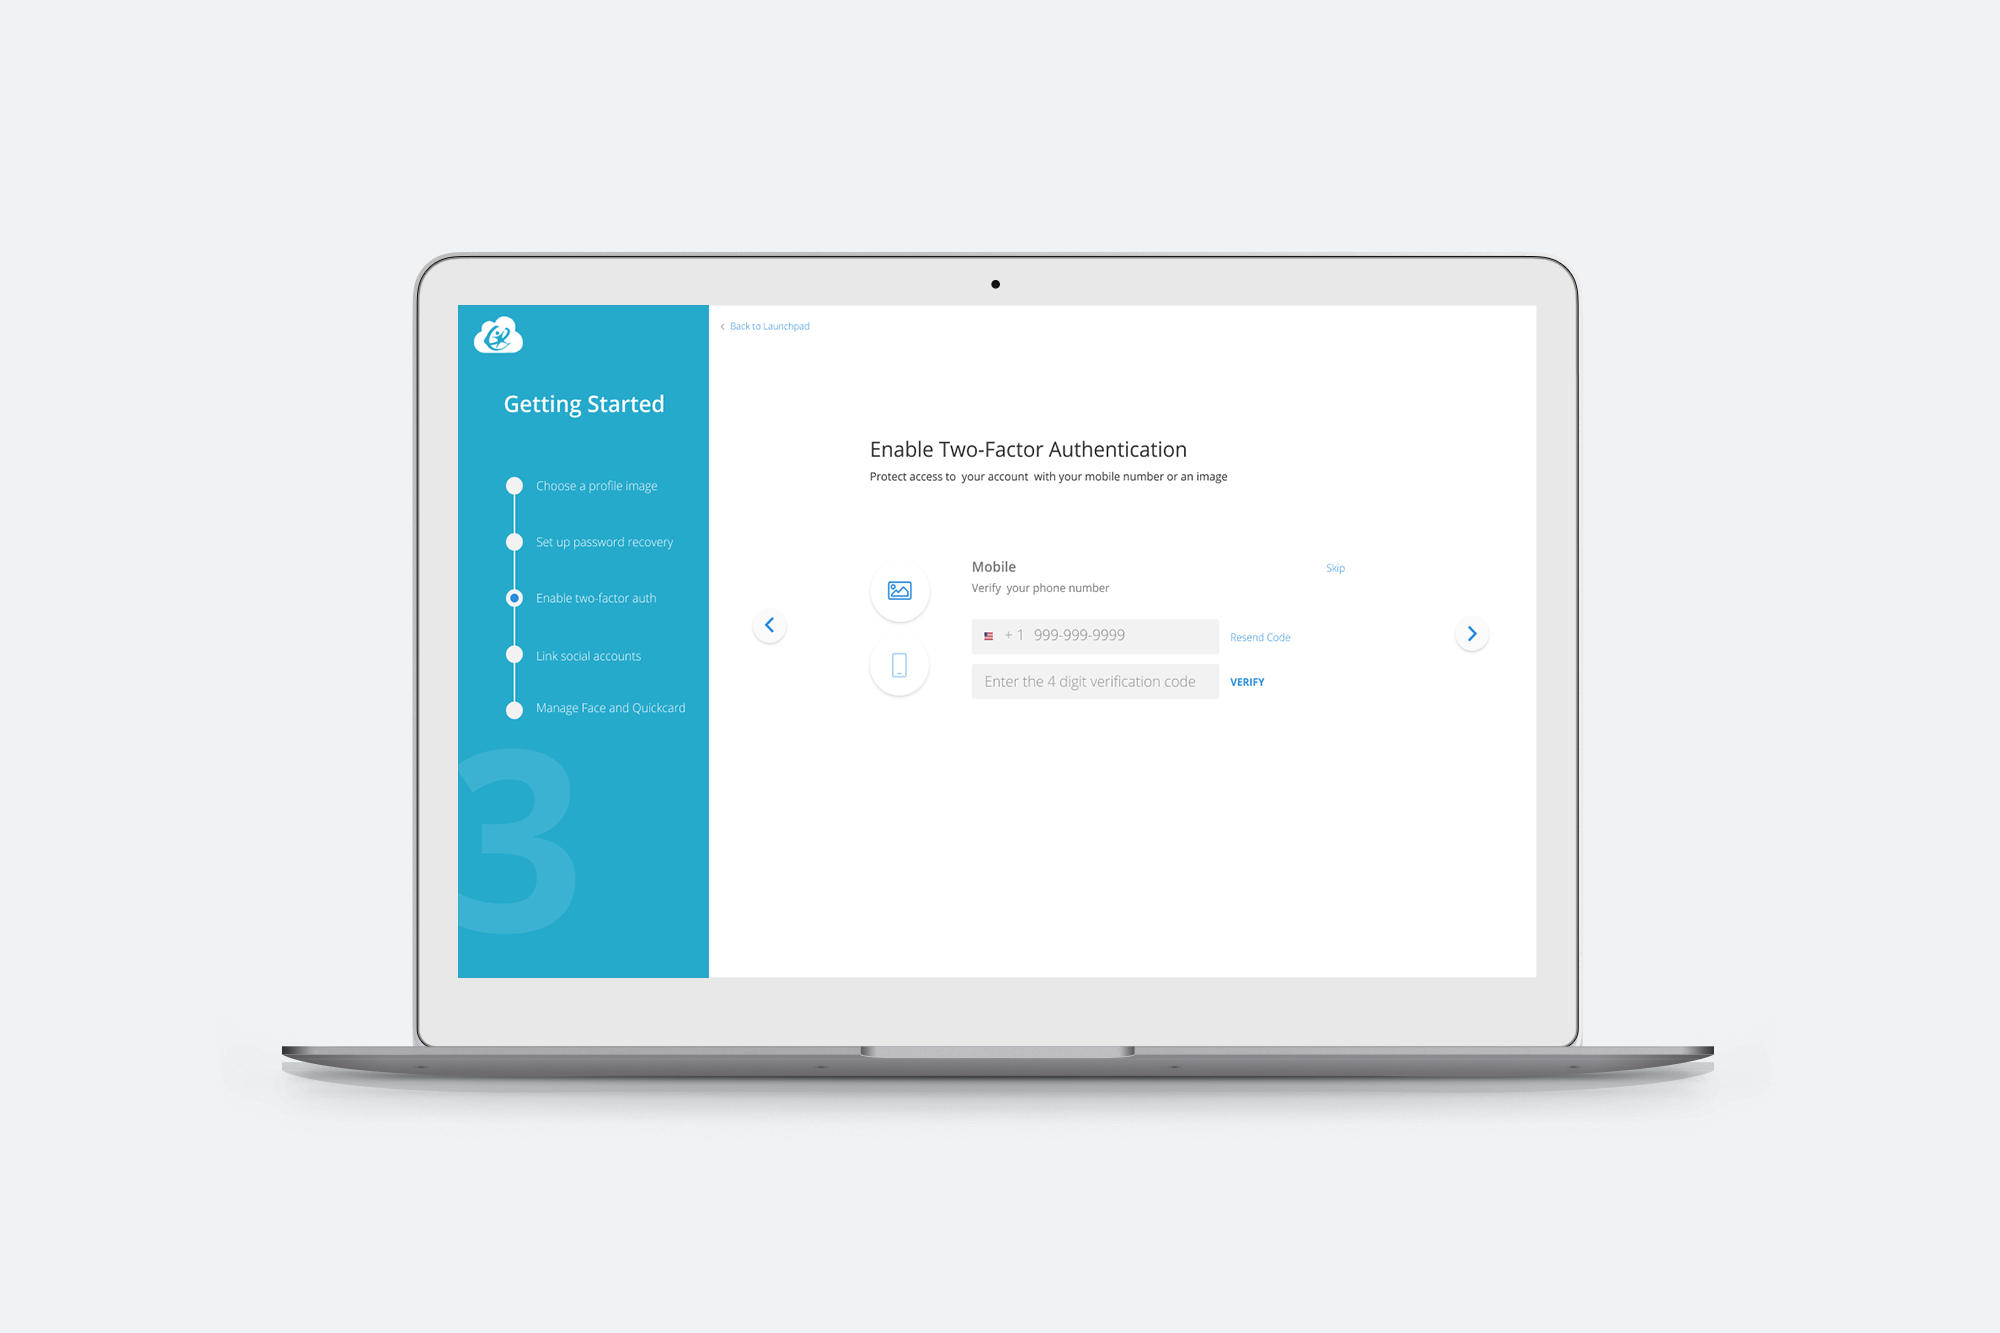 Back to Launchpad
Getting Started
Choose a profile image
Set up password recovery
Enable two-factor auth
Link social accounts
Manage Face and Quickcard
3
Enable Two-Factor Authentication
Protect access to your account with your mobile number or an image
Mobile
Skip
Verify your phone number
+ 1 999-999-9999
Resend Code
Enter the 4 digit verification code
VERIFY